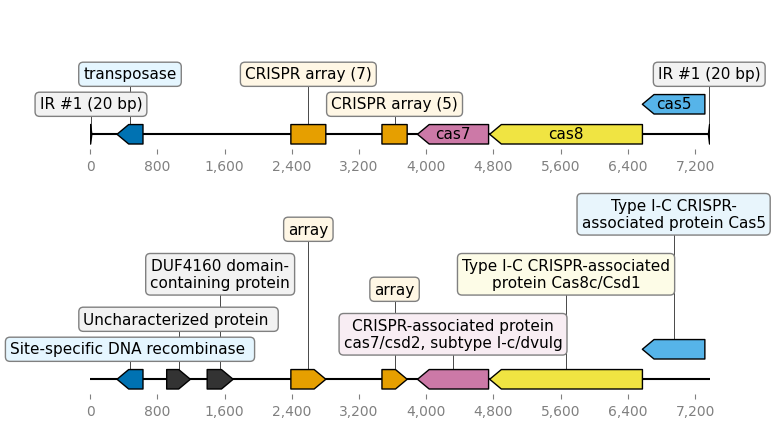 transposase
CRISPR array (7)
IR #1 (20 bp)
IR #1 (20 bp)
CRISPR array (5)
cas5
cas7
cas8
0
800
1,600
2,400
3,200
4,000
4,800
5,600
6,400
7,200
Type I-C CRISPR-
associated protein Cas5
array
DUF4160 domain-
containing protein
Type I-C CRISPR-associated
protein Cas8c/Csd1
array
Uncharacterized protein
CRISPR-associated protein
cas7/csd2, subtype I-c/dvulg
Site-specific DNA recombinase
0
800
1,600
2,400
3,200
4,000
4,800
5,600
6,400
7,200